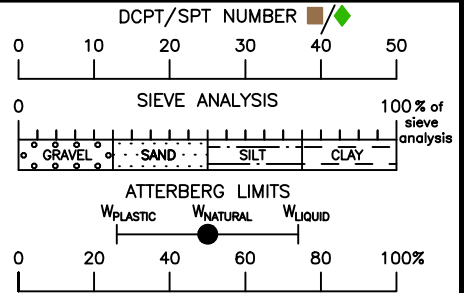 DCPT/SPT NUMBER /
0 10 20 30 40 50
SIEVE ANALYSIS
0 100% of sieve analysis
GRAVEL SAND SILT CLAY
ATTERBERG LIMITS
WPLASTIC WNATURAL WLIQUID
0 20 40 60 80 100%